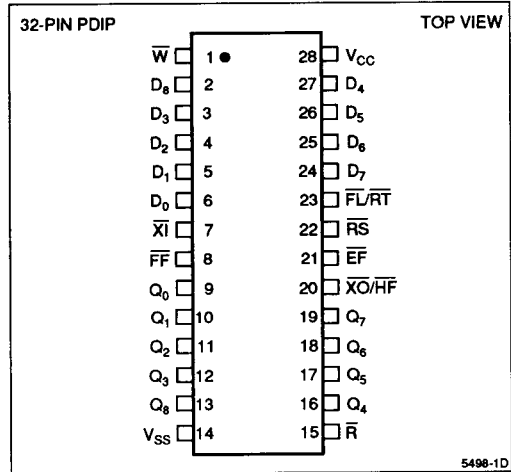 32-PIN PDIP TOP VIEW
W̅ 1 28 V_CC
D₈ 2 27 D₄
D₃ 3 26 D₅
D₂ 4 25 D₆
D₁ 5 24 D₇
D₀ 6 23 F̅L̅/R̅T̅
X̅I̅ 7 22 R̅S̅
F̅F̅ 8 21 E̅F̅
Q₀ 9 20 X̅O̅/H̅F̅
Q₁ 10 19 Q₇
Q₂ 11 18 Q₆
Q₃ 12 17 Q₅
Q₈ 13 16 Q₄
V_SS 14 15 R̅
5498-1D